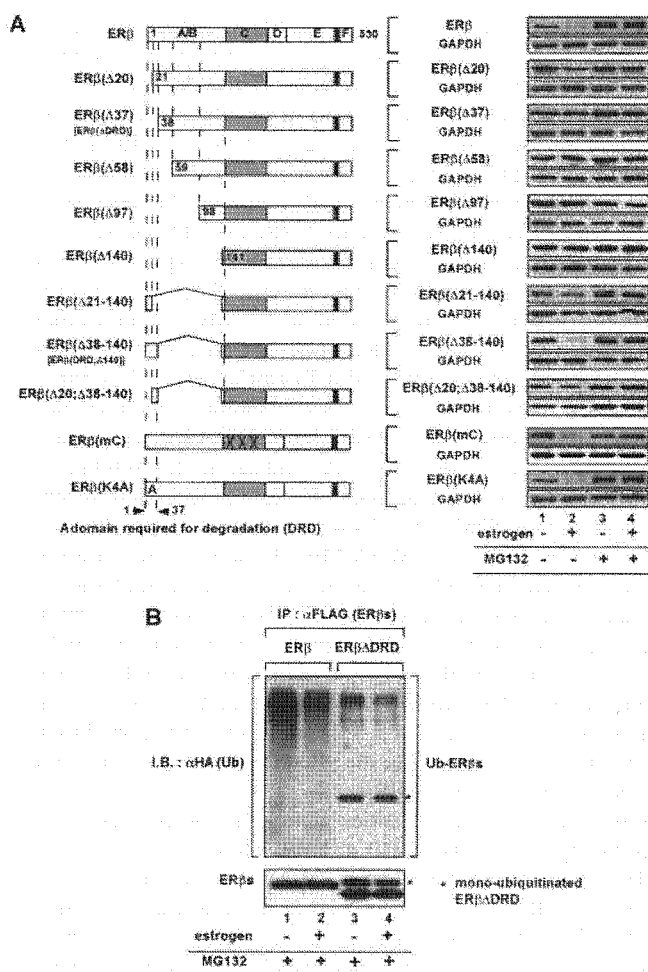 A
ERβ 1 A/B C D E F 530
ERβ(Δ20) 21
ERβ(Δ37) 38
[ERβ(ΔDRD)]
ERβ(Δ58) 59
ERβ(Δ97) 98
ERβ(Δ140) 141
ERβ(Δ21-140)
ERβ(Δ38-140)
[ERβ(DRD;Δ140)]
ERβ(Δ20;Δ38-140)
ERβ(mC) X X X
ERβ(K4A) A
1 37
Adomain required for degradation (DRD)
ERβ
GAPDH
ERβ(Δ20)
GAPDH
ERβ(Δ37)
GAPDH
ERβ(Δ58)
GAPDH
ERβ(Δ97)
GAPDH
ERβ(Δ140)
GAPDH
ERβ(Δ21-140)
GAPDH
ERβ(Δ38-140)
GAPDH
ERβ(Δ20;Δ38-140)
GAPDH
ERβ(mC)
GAPDH
ERβ(K4A)
GAPDH
1 2 3 4
estrogen - + - +
MG132 - - + +
B
IP : αFLAG (ERβs)
ERβ ERβΔDRD
I.B. : αHA (Ub) Ub-ERβs
*
ERβs * * mono-ubiquitinated
ERβΔDRD
1 2 3 4
estrogen - + - +
MG132 + + + +